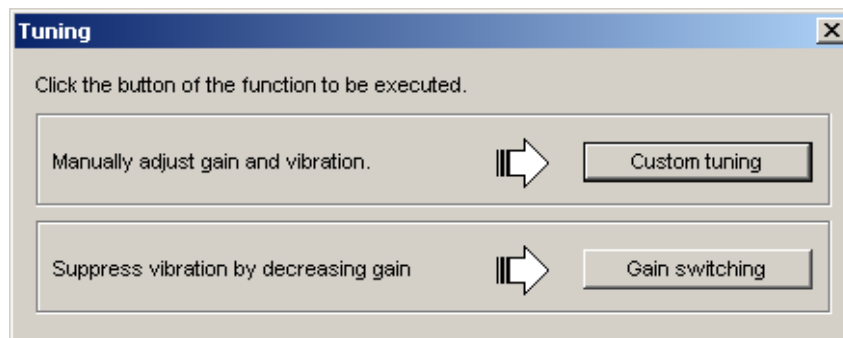 Tuning
Click the button of the function to be executed.
Manually adjust gain and vibration.
Custom tuning
Suppress vibration by decreasing gain
Gain switching